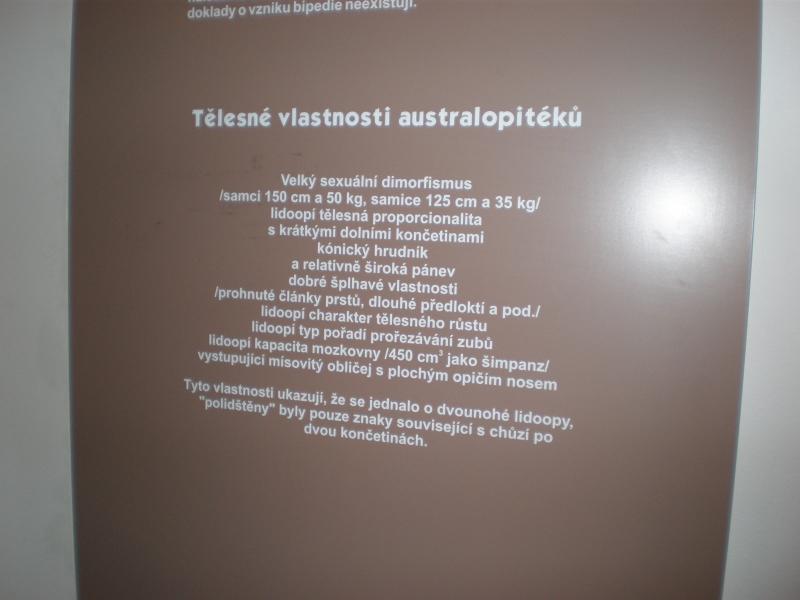 doklady o vzniku bipedie neexistují.
Tělesné vlastnosti australopitéků
Velký sexuální dimorfismus
/samci 150 cm a 50 kg, samice 125 cm a 35 kg/
lidoopí tělesná proporcionalita
s krátkými dolními končetinami
kónický hrudník
a relativně široká pánev
dobré šplhavé vlastnosti
/prohnuté články prstů, dlouhé předloktí a pod./
lidoopí charakter tělesného růstu
lidoopí typ pořadí prořezávání zubů
lidoopí kapacita mozkovny /450 cm³ jako šimpanz/
vystupující mísovitý obličej s plochým opičím nosem
Tyto vlastnosti ukazují, že se jednalo o dvounohé lidoopy,
"polidštěny" byly pouze znaky související s chůzí po
dvou končetinách.